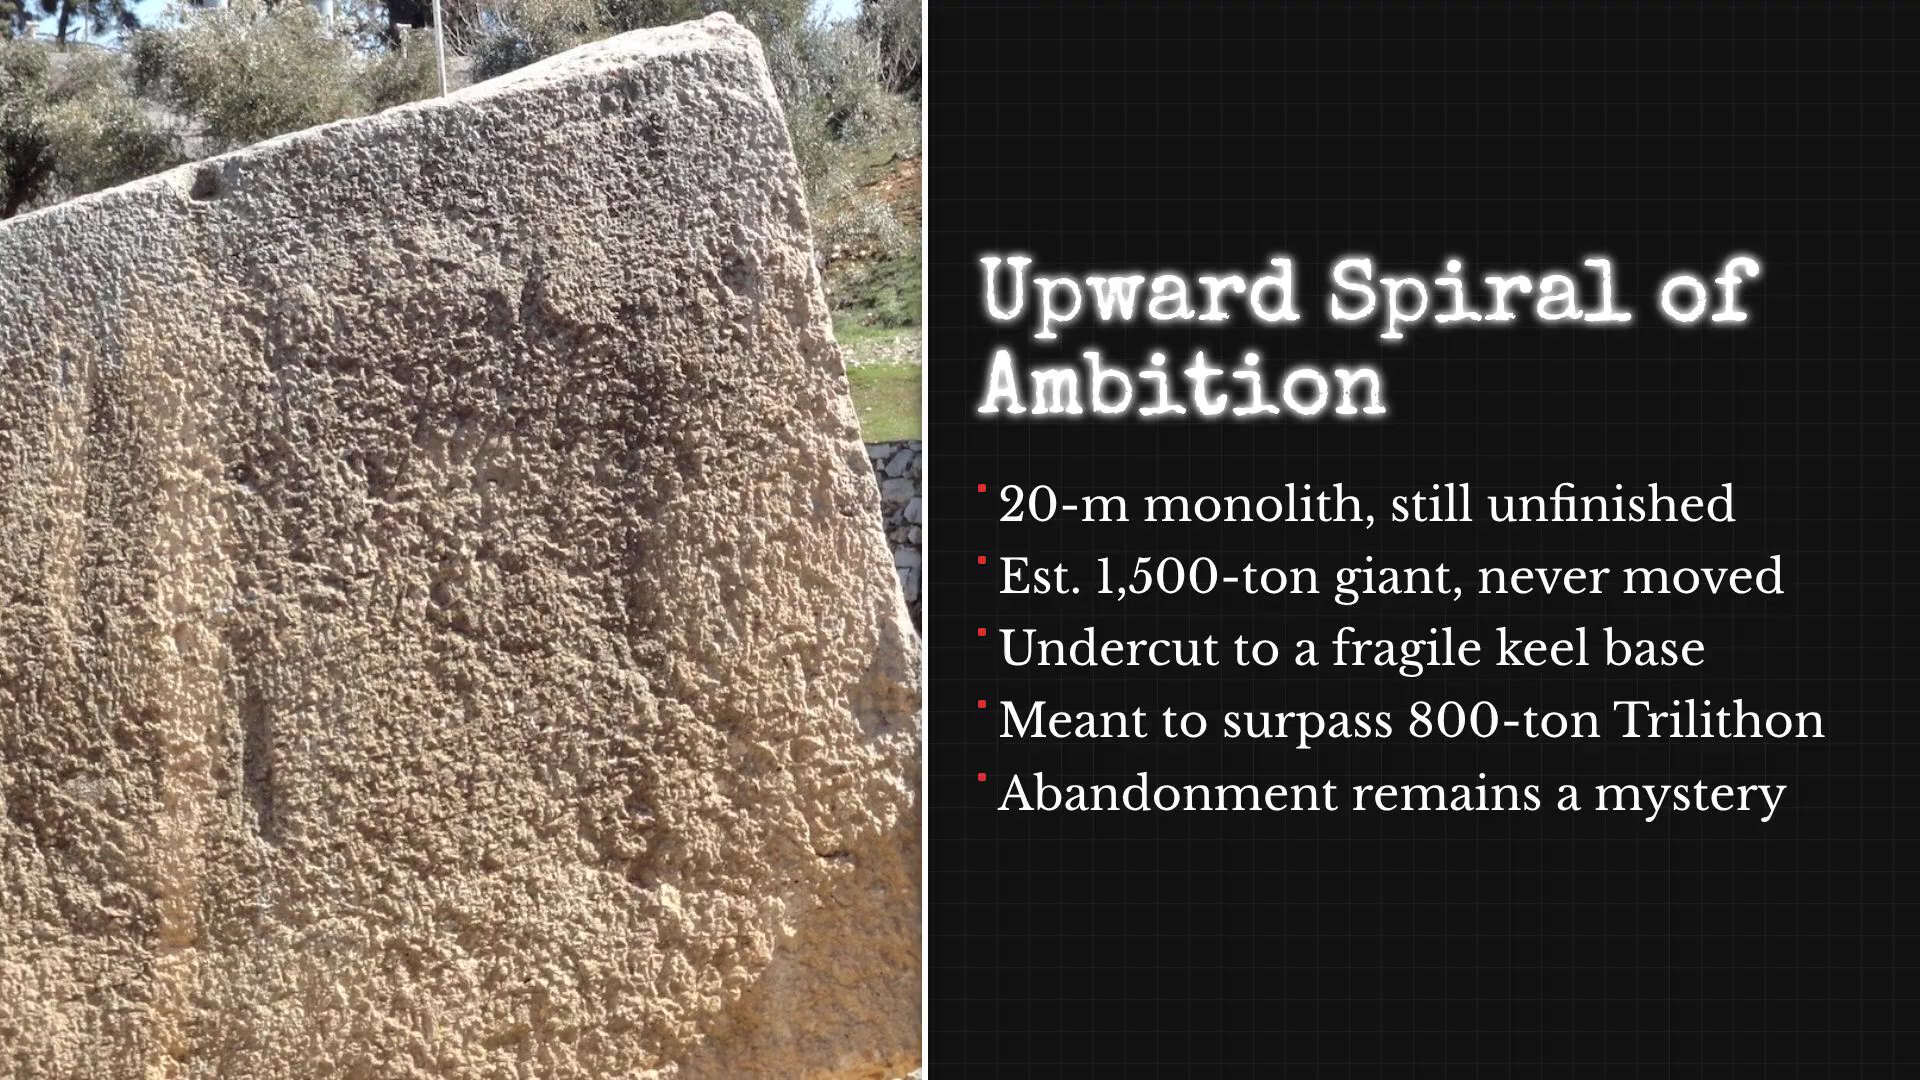 Upward Spiral of
Ambition
20-m monolith, still unfinished
Est. 1,500-ton giant, never moved
Undercut to a fragile keel base
Meant to surpass 800-ton Trilithon
Abandonment remains a mystery